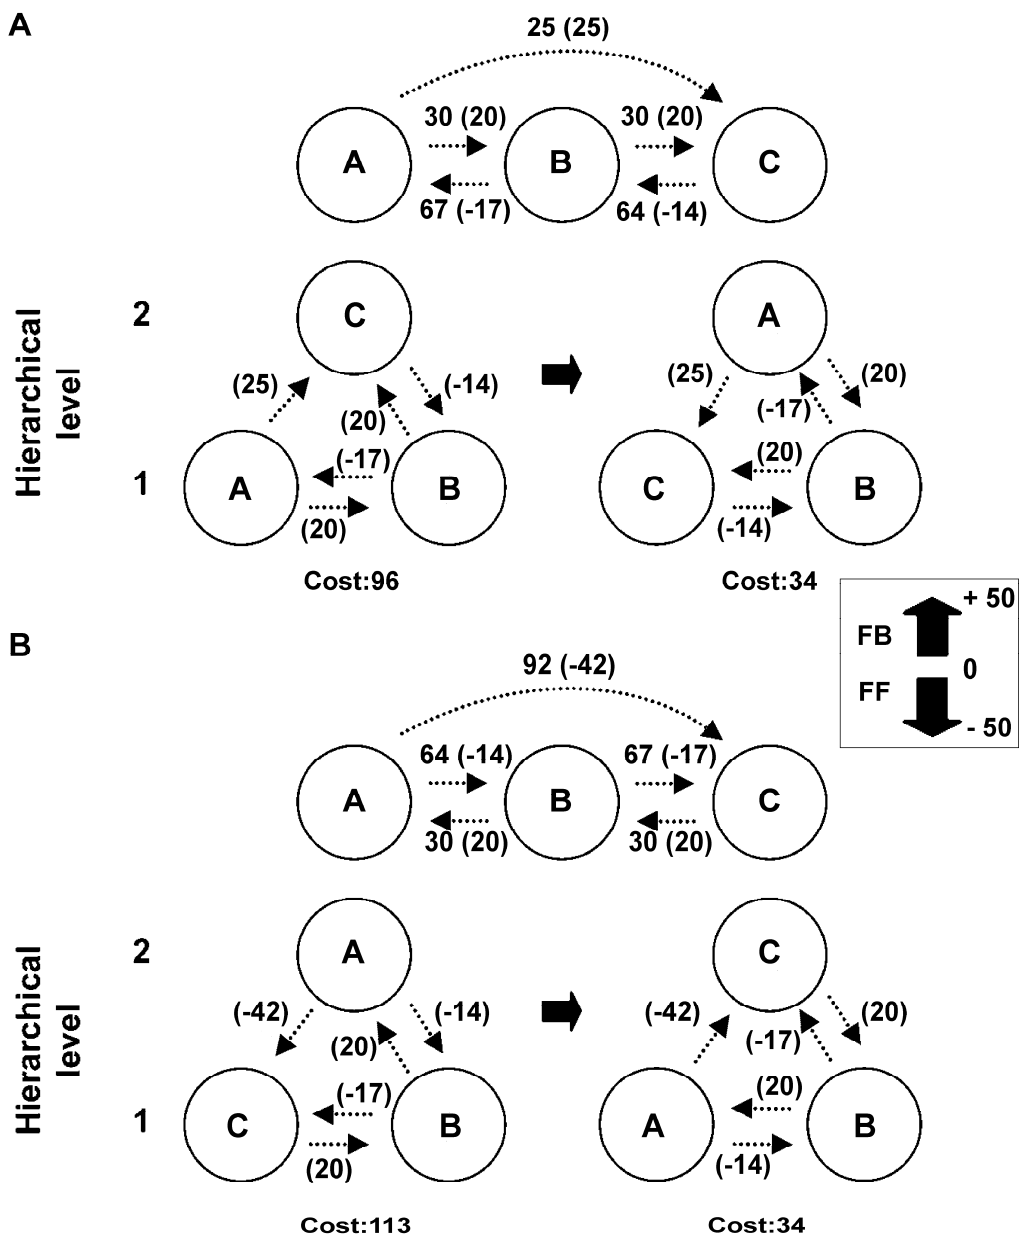 A
25 (25)
30 (20) 30 (20)
A B C
67 (-17) 64 (-14)
Hierarchical
level
2
C A
(25) (-14) (25) (20)
(20) (-17)
(-17) (20)
1
A B C B
(20) (-14)
Cost:96 Cost:34
FB + 50
0
FF - 50
B
92 (-42)
64 (-14) 67 (-17)
A B C
30 (20) 30 (20)
Hierarchical
level
2
A C
(-42) (-14) (-42) (20)
(20) (-17)
(-17) (20)
1
C B A B
(20) (-14)
Cost:113 Cost:34